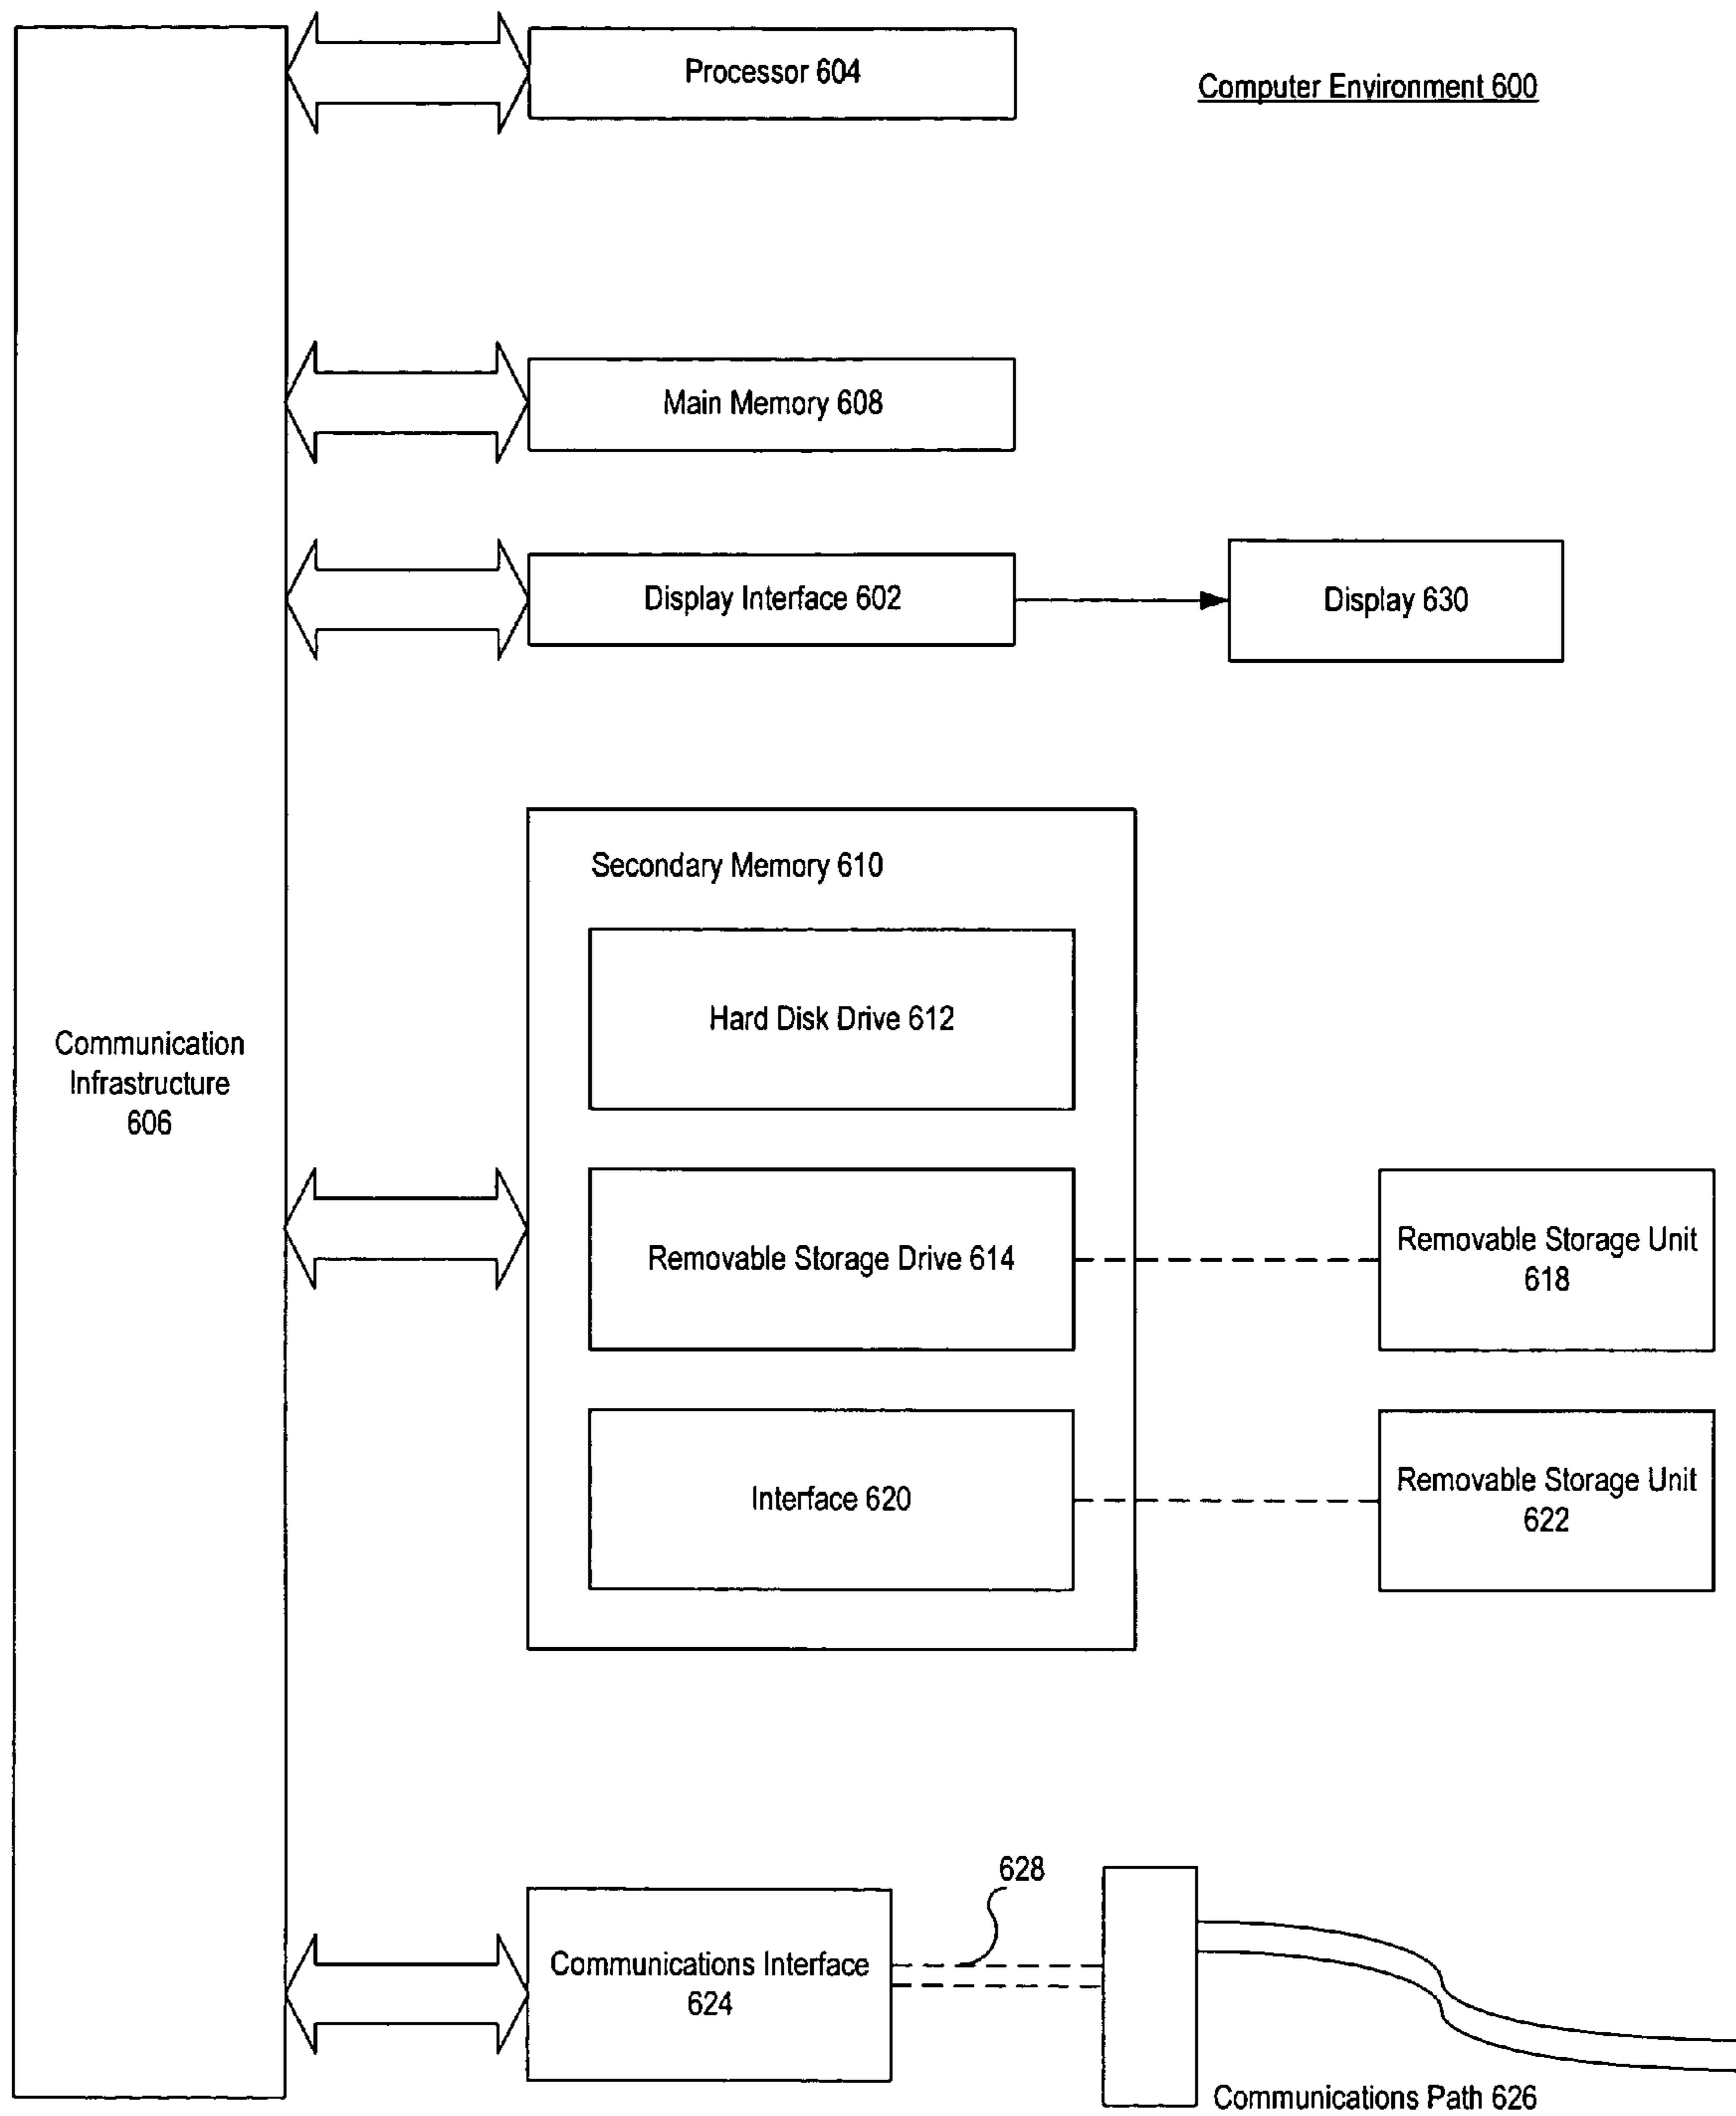 Processor 604
Computer Environment 600
Main Memory 608
Display Interface 602
Display 630
Secondary Memory 610
Hard Disk Drive 612
Communication
Infrastructure
606
Removable Storage Drive 614
Removable Storage Unit
618
Interface 620
Removable Storage Unit
622
628
Communications Interface
624
Communications Path 626